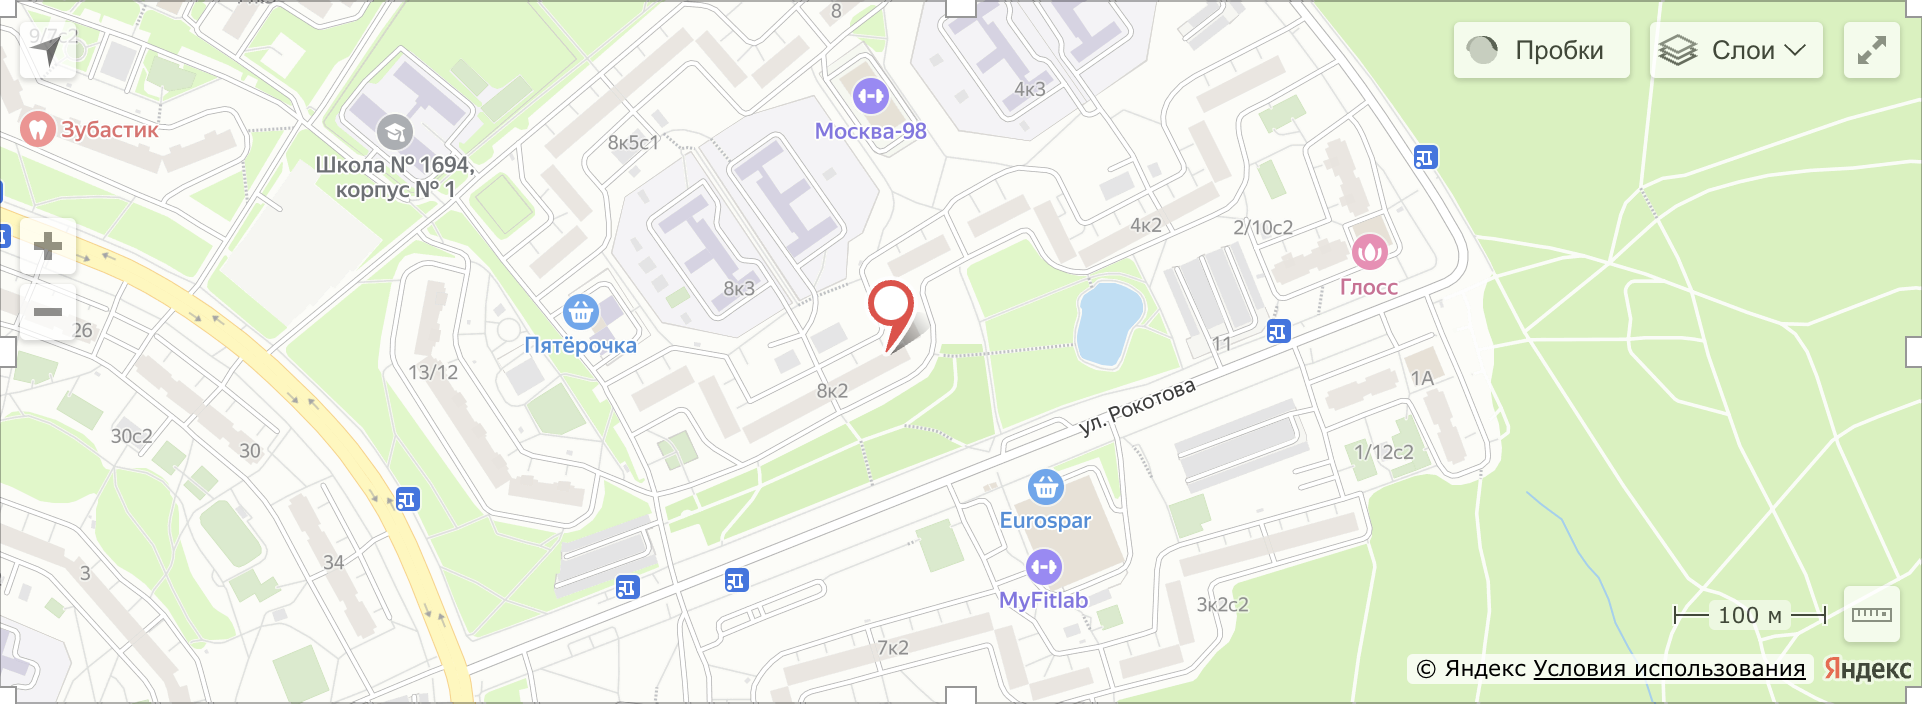 8
9/7с2
Пробки
Слои
4к3
Москва-98
Зубастик
8к5с1
Школа № 1694,
корпус № 1
4к2
2/10с2
8к3
Глосс
26
Пятёрочка
11
13/12
8к2
1А
ул. Рокотова
30с2
30
1/12с2
Eurospar
34
3
MyFitlab
3к2с2
100 м
7к2
© Яндекс Условия использования
Яндекс